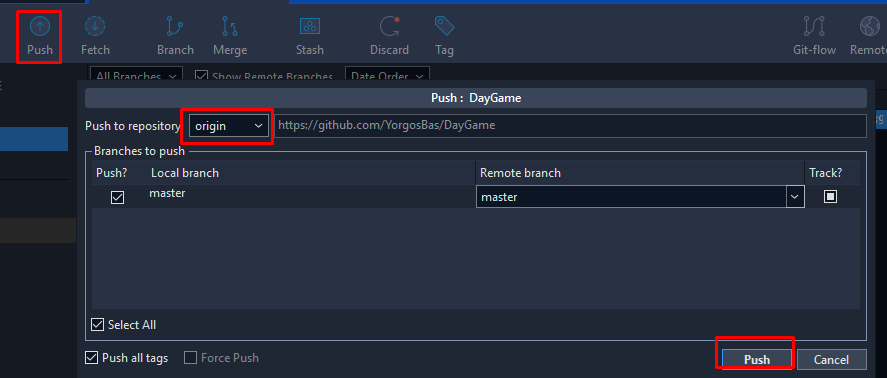 Push Fetch Branch Merge Stash Discard Tag Git-flow Remote
All Branches Show Remote Branches Date Order
Push : DayGame
Push to repository origin https://github.com/YorgosBas/DayGame
Branches to push
Push? Local branch Remote branch Track?
master master
Select All
Push all tags Force Push Push Cancel